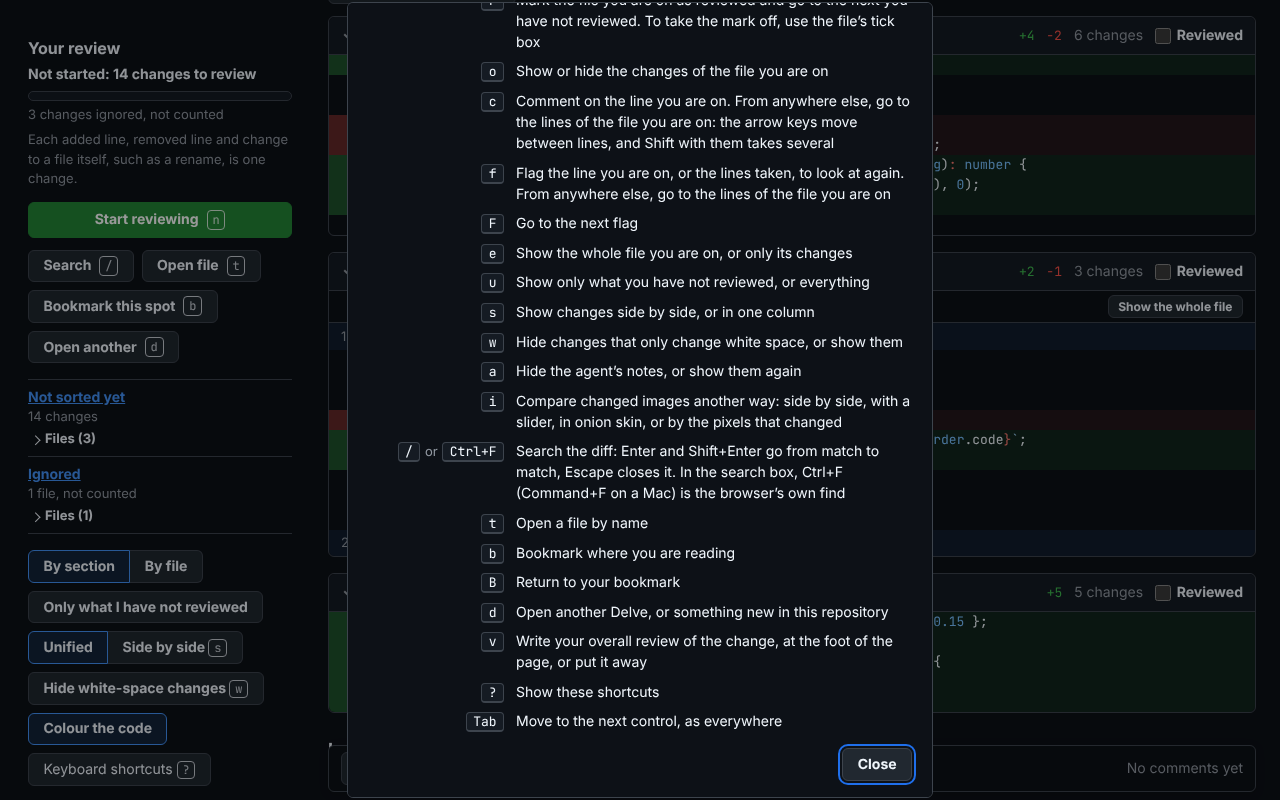 Your review
Not started: 14 changes to review
3 changes ignored, not counted
Each added line, removed line and change
to a file itself, such as a rename, is one
change.
Start reviewing n
Search / Open file t
Bookmark this spot b
Open another d
Not sorted yet
14 changes
Files (3)
Ignored
1 file, not counted
Files (1)
By section By file
Only what I have not reviewed
Unified Side by side s
Hide white-space changes w
Colour the code
Keyboard shortcuts ?
Mark the file you are on as reviewed and go to the next you
have not reviewed. To take the mark off, use the file’s tick
box
o Show or hide the changes of the file you are on
c Comment on the line you are on. From anywhere else, go to
the lines of the file you are on: the arrow keys move
between lines, and Shift with them takes several
f Flag the line you are on, or the lines taken, to look at again.
From anywhere else, go to the lines of the file you are on
F Go to the next flag
e Show the whole file you are on, or only its changes
u Show only what you have not reviewed, or everything
s Show changes side by side, or in one column
w Hide changes that only change white space, or show them
a Hide the agent’s notes, or show them again
i Compare changed images another way: side by side, with a
slider, in onion skin, or by the pixels that changed
/ or Ctrl+F Search the diff: Enter and Shift+Enter go from match to
match, Escape closes it. In the search box, Ctrl+F
(Command+F on a Mac) is the browser’s own find
t Open a file by name
b Bookmark where you are reading
B Return to your bookmark
d Open another Delve, or something new in this repository
v Write your overall review of the change, at the foot of the
page, or put it away
? Show these shortcuts
Tab Move to the next control, as everywhere
Close
+4 -2 6 changes Reviewed
;
g): number {
), 0);
+2 -1 3 changes Reviewed
Show the whole file
1
rder.code}`;
2
+5 5 changes Reviewed
0.15 };
{
No comments yet